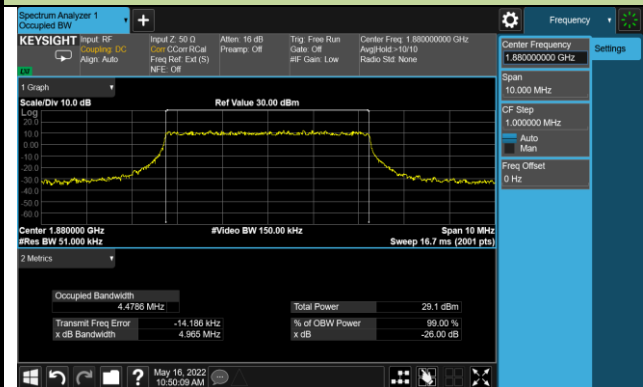 Spectrum Analyzer 1
Occupied BW
Frequency
KEYSIGHT
Input: RF
Coupling: DC
Align: Auto
Input Z: 50 Ω
Corr CCorr RCal
Freq Ref: Ext (S)
NFE: Off
Atten: 16 dB
Preamp: Off
Trig: Free Run
Gate: Off
#IF Gain: Low
Center Freq: 1.880000000 GHz
Avg|Hold:>10/10
Radio Std: None
Center Frequency
1.880000000 GHz
Settings
Span
10.000 MHz
CF Step
1.000000 MHz
Auto
Man
Freq Offset
0 Hz
1 Graph
Scale/Div 10.0 dB
Ref Value 30.00 dBm
Log
20.0
10.0
0.00
-10.0
-20.0
-30.0
-40.0
-50.0
-60.0
Center 1.880000 GHz
#Video BW 150.00 kHz
Span 10 MHz
#Res BW 51.000 kHz
Sweep 16.7 ms (2001 pts)
2 Metrics
Occupied Bandwidth
4.4786 MHz
Total Power 29.1 dBm
Transmit Freq Error -14.186 kHz
% of OBW Power 99.00 %
x dB Bandwidth 4.965 MHz
x dB -26.00 dB
May 16, 2022
10:50:09 AM